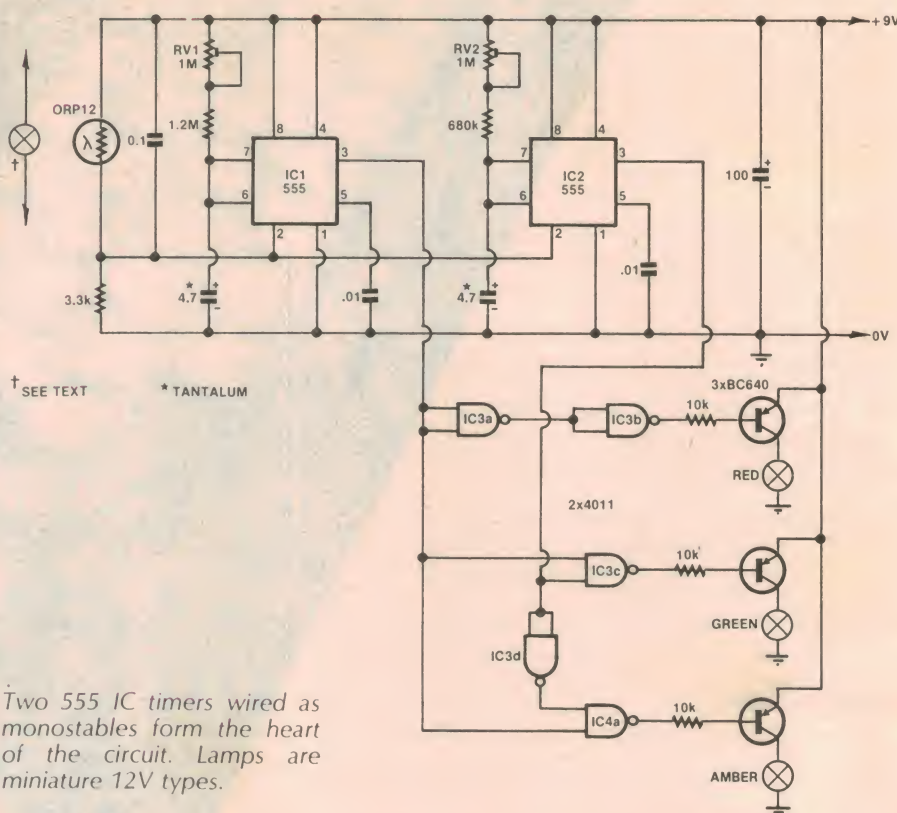 +9V
RV1
1M
RV2
1M
ORP12
λ
0.1
1.2M
680k
8
4
7
3
IC1
555
6
5
2
1
8
4
7
3
IC2
555
6
5
2
1
100
+
−
†
3.3k
*
4.7
+
−
.01
*
4.7
+
−
.01
0V
† SEE TEXT
* TANTALUM
3xBC640
IC3a
IC3b
10k
RED
2x4011
IC3c
10k
GREEN
IC3d
IC4a
10k
AMBER
Two 555 IC timers wired as
monostables form the heart
of the circuit. Lamps are
miniature 12V types.